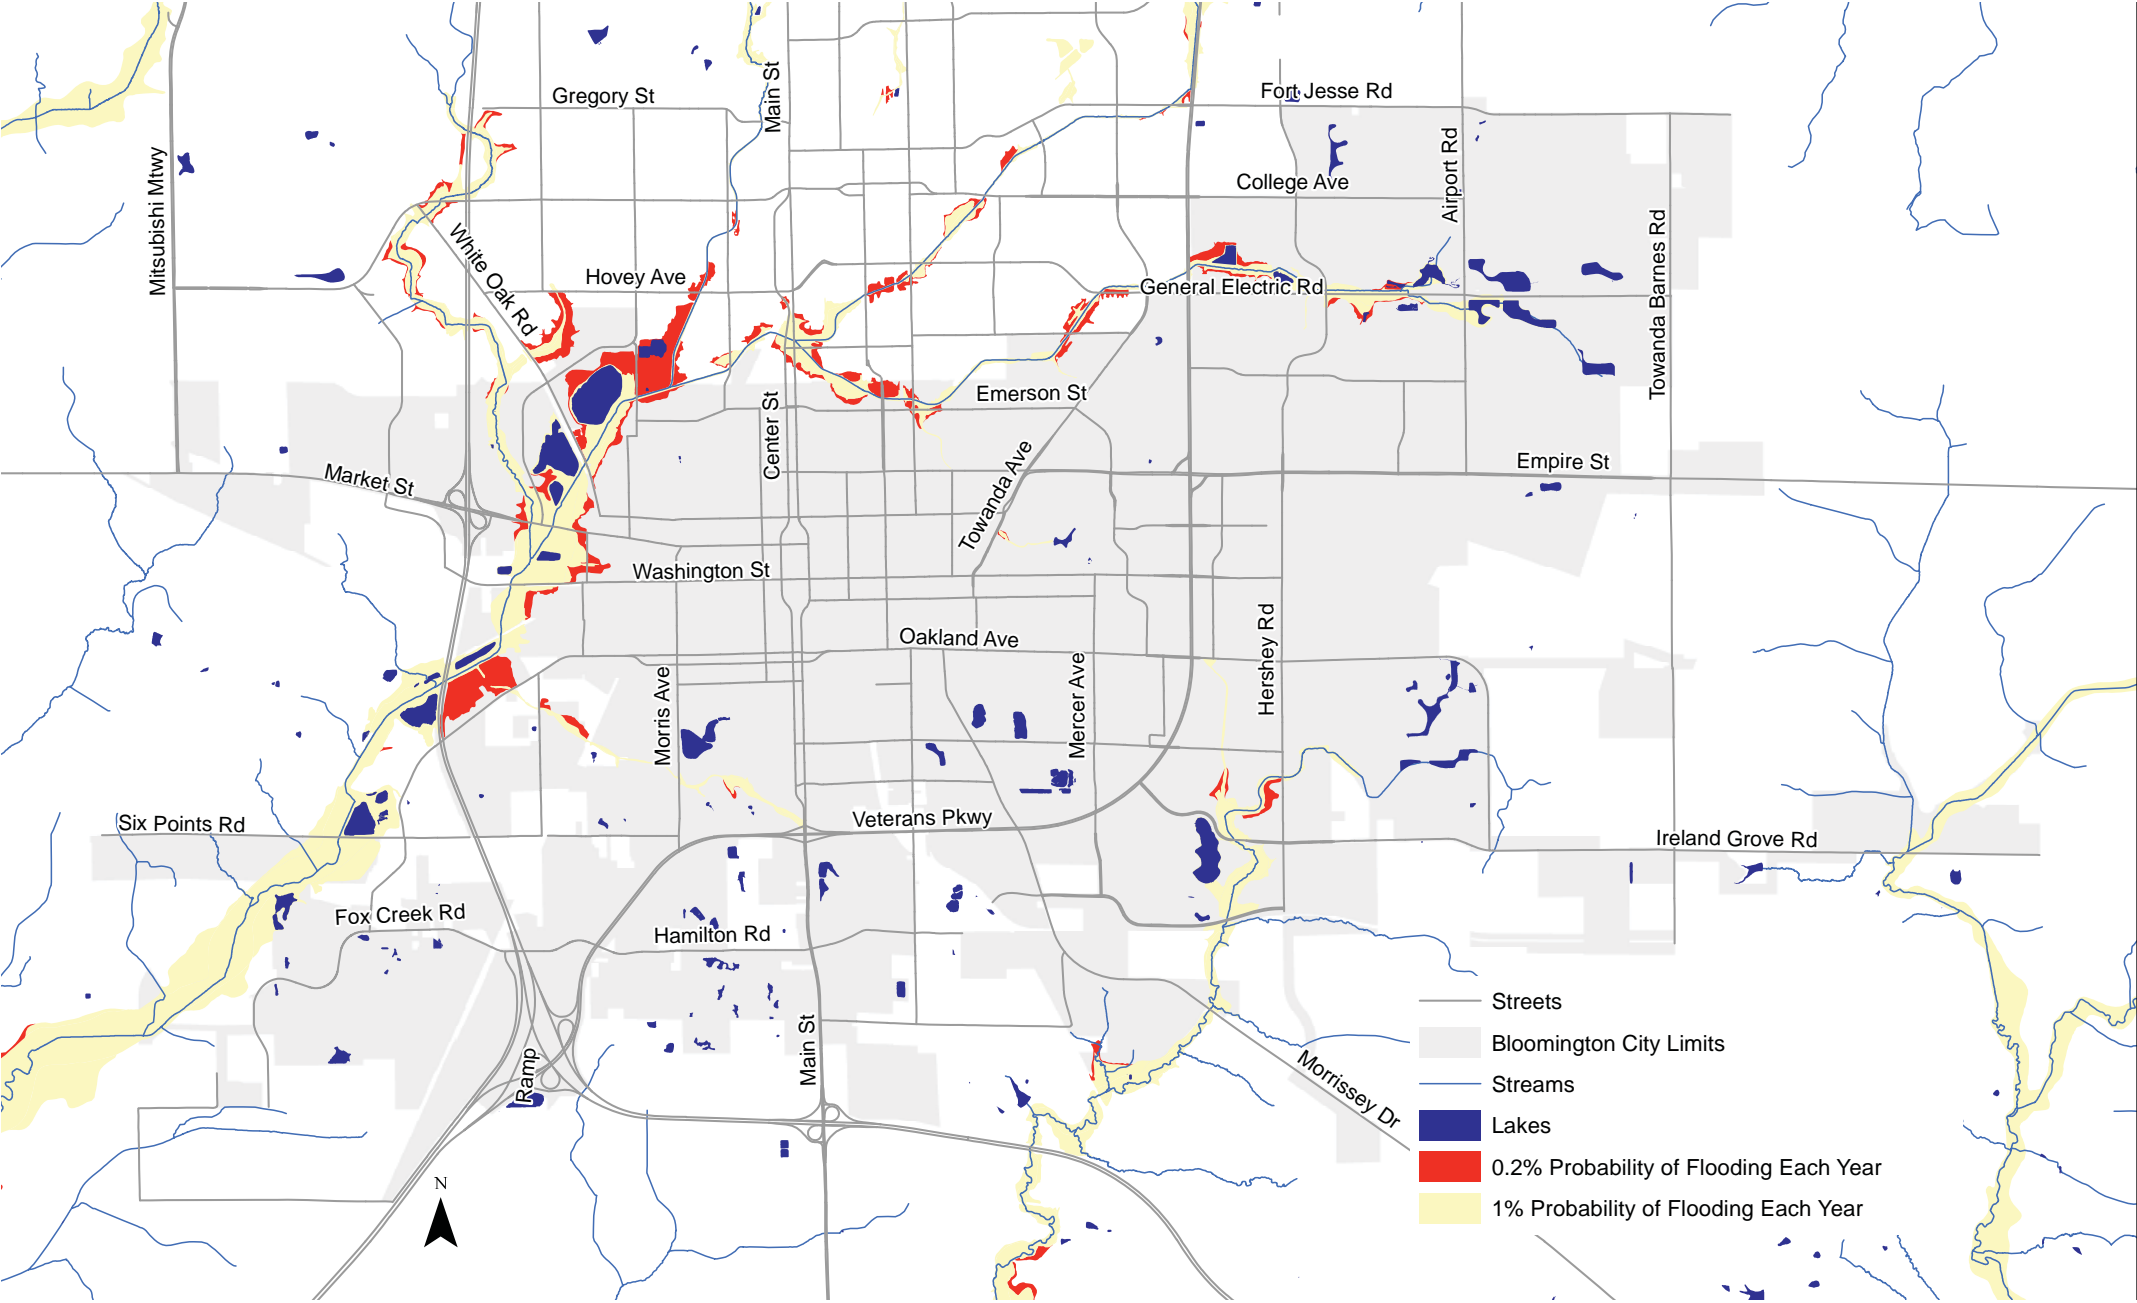 Gregory St
Main St
Fort Jesse Rd
Mitsubishi Mtwy
College Ave
Airport Rd
White Oak Rd
Hovey Ave
General Electric Rd
Towanda Barnes Rd
Emerson St
Center St
Market St
Towanda Ave
Empire St
Washington St
Oakland Ave
Hershey Rd
Morris Ave
Mercer Ave
Six Points Rd
Veterans Pkwy
Ireland Grove Rd
Fox Creek Rd
Hamilton Rd
Main St
Ramp
Morrissey Dr
N
Streets
Bloomington City Limits
Streams
Lakes
0.2% Probability of Flooding Each Year
1% Probability of Flooding Each Year